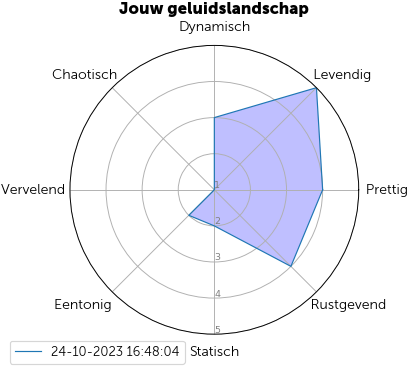 Jouw geluidslandschap
Dynamisch
Chaotisch
Levendig
Vervelend
1
Prettig
2
3
4
Eentonig
Rustgevend
5
24-10-2023 16:48:04
Statisch